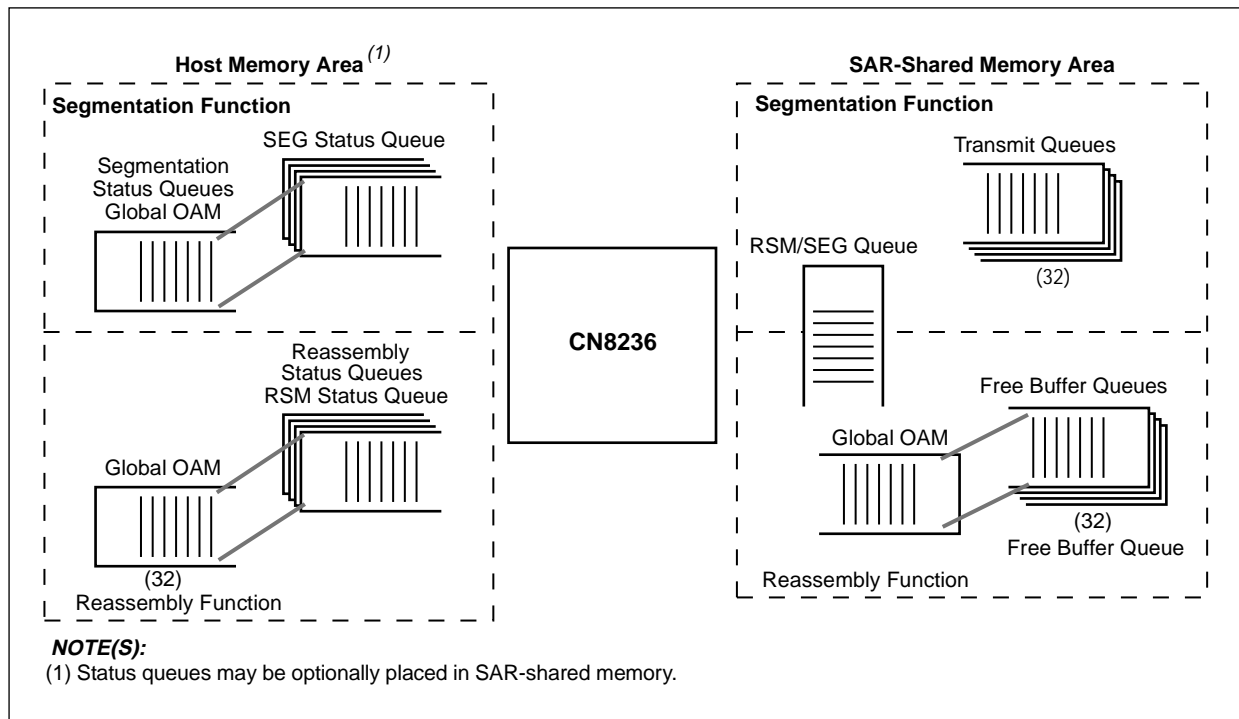 Host Memory Area (1)
Segmentation Function
SEG Status Queue
Segmentation
Status Queues
Global OAM
Reassembly
Status Queues
RSM Status Queue
Global OAM
(32)
Reassembly Function
CN8236
SAR-Shared Memory Area
Segmentation Function
Transmit Queues
(32)
RSM/SEG Queue
Free Buffer Queues
Global OAM
(32)
Free Buffer Queue
Reassembly Function
NOTE(S):
(1) Status queues may be optionally placed in SAR-shared memory.